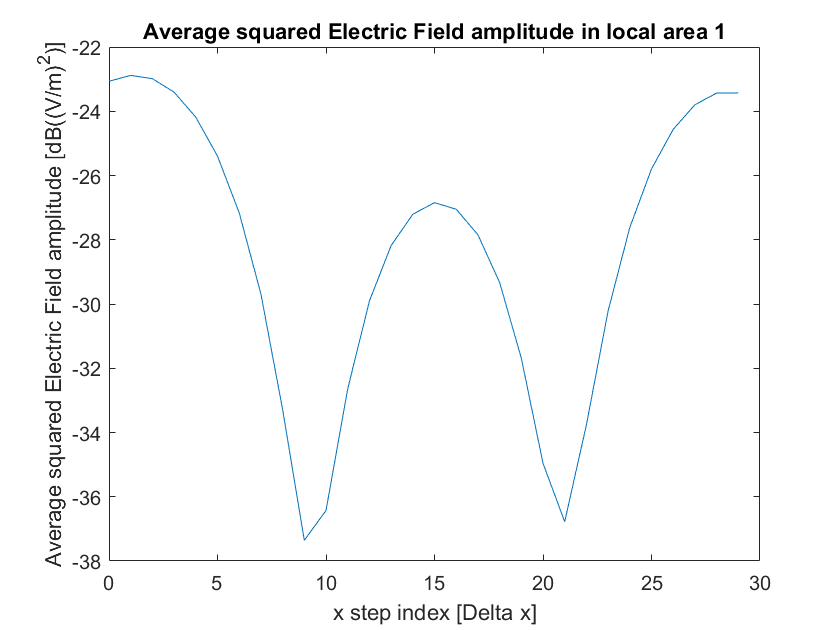 Average squared Electric Field amplitude in local area 1
Average squared Electric Field amplitude [dB((V/m)^2)]
-22
-24
-26
-28
-30
-32
-34
-36
-38
0 5 10 15 20 25 30
x step index [Delta x]